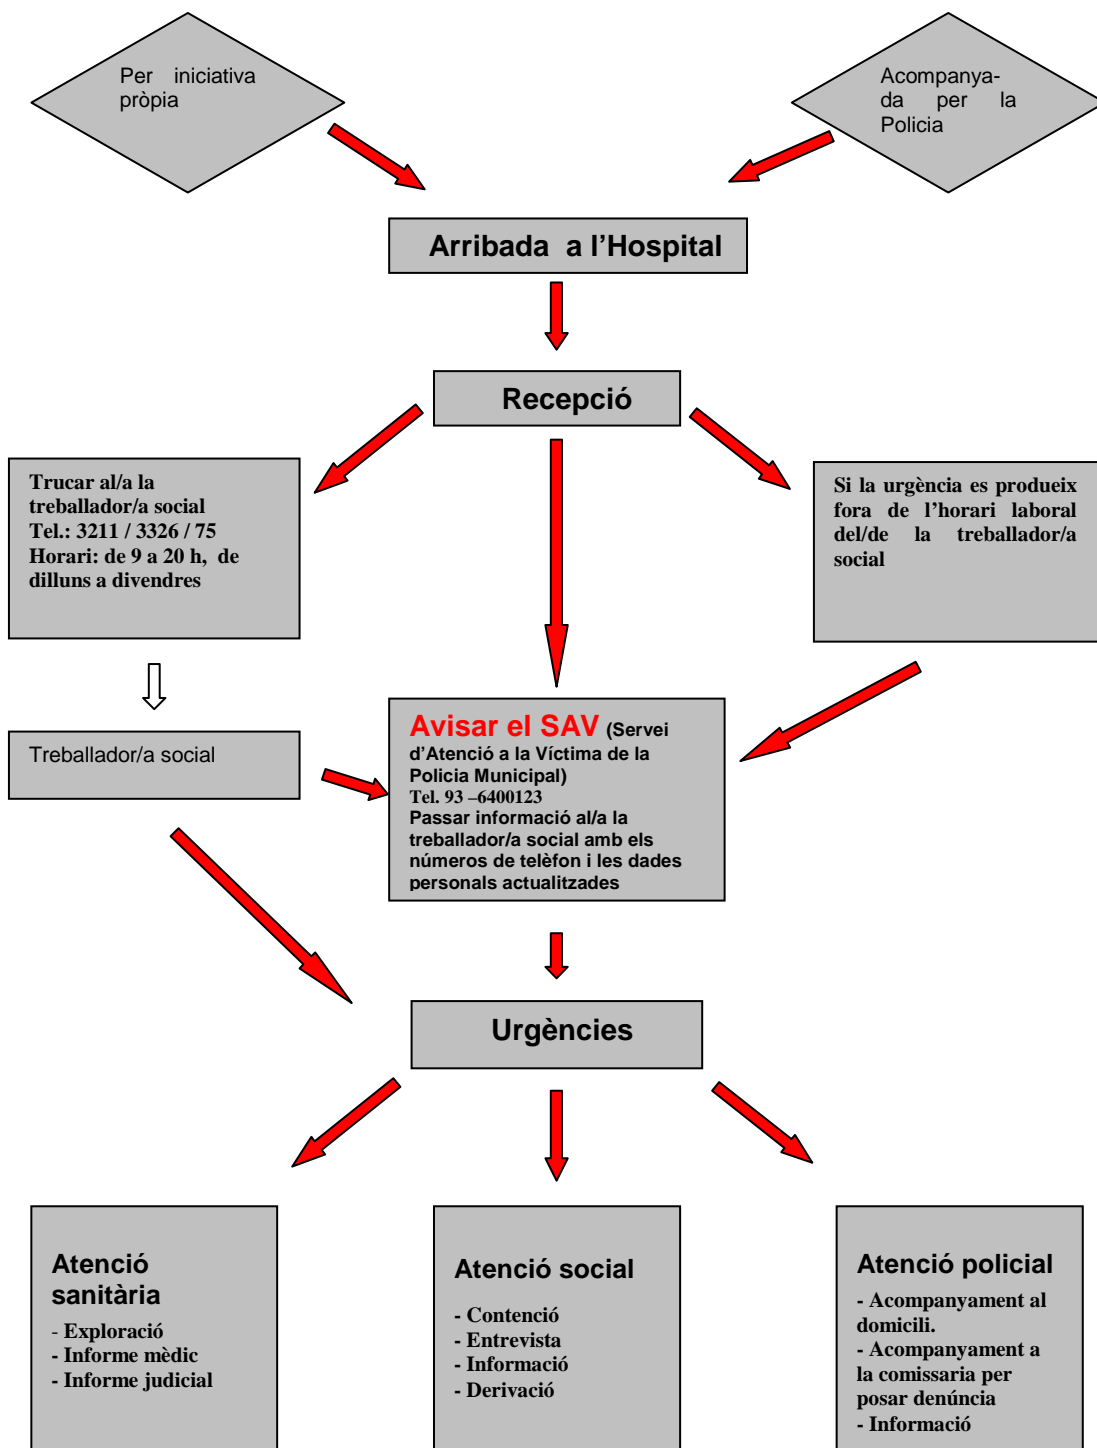 Per iniciativa
pròpia
Acompanya-
da per la
Policia
Arribada a l’Hospital
Recepció
Trucar al/a la
treballador/a social
Tel.: 3211 / 3326 / 75
Horari: de 9 a 20 h, de
dilluns a divendres
Si la urgència es produeix
fora de l’horari laboral
del/de la treballador/a
social
Treballador/a social
Avisar el SAV (Servei
d’Atenció a la Víctima de la
Policia Municipal)
Tel. 93 –6400123
Passar informació al/a la
treballador/a social amb els
números de telèfon i les dades
personals actualitzades
Urgències
Atenció
sanitària
- Exploració
- Informe mèdic
- Informe judicial
Atenció social
- Contenció
- Entrevista
- Informació
- Derivació
Atenció policial
- Acompanyament al
domicili.
- Acompanyament a
la comissaria per
posar denúncia
- Informació